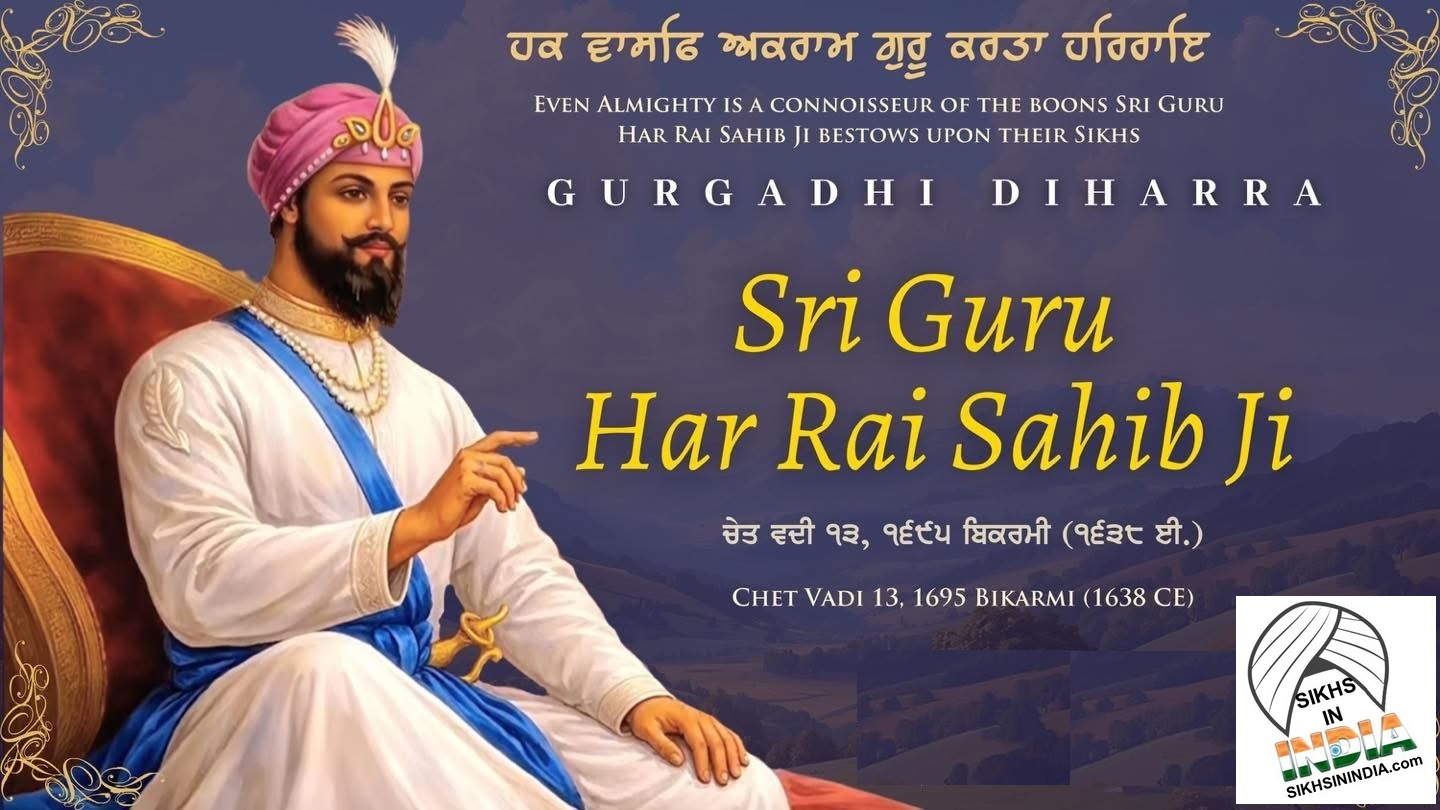 ਹਕ ਵਾਸਫਿ ਅਕਰਾਮ ਗੁਰੂ ਕਰਤਾ ਹਰਿਰਾਇ
EVEN ALMIGHTY IS A CONNOISSEUR OF THE BOONS SRI GURU
HAR RAI SAHIB JI BESTOWS UPON THEIR SIKHS
GURGADHI DIHARRA
Sri Guru
Har Rai Sahib Ji
ਚੇਤ ਵਦੀ ੧੩, ੧੬੯੫ ਬਿਕਰਮੀ (੧੬੩੮ ਈ.)
CHET VADI 13, 1695 BIKARMI (1638 CE)
SIKHS
IN
INDIA
SIKHSININDIA.com